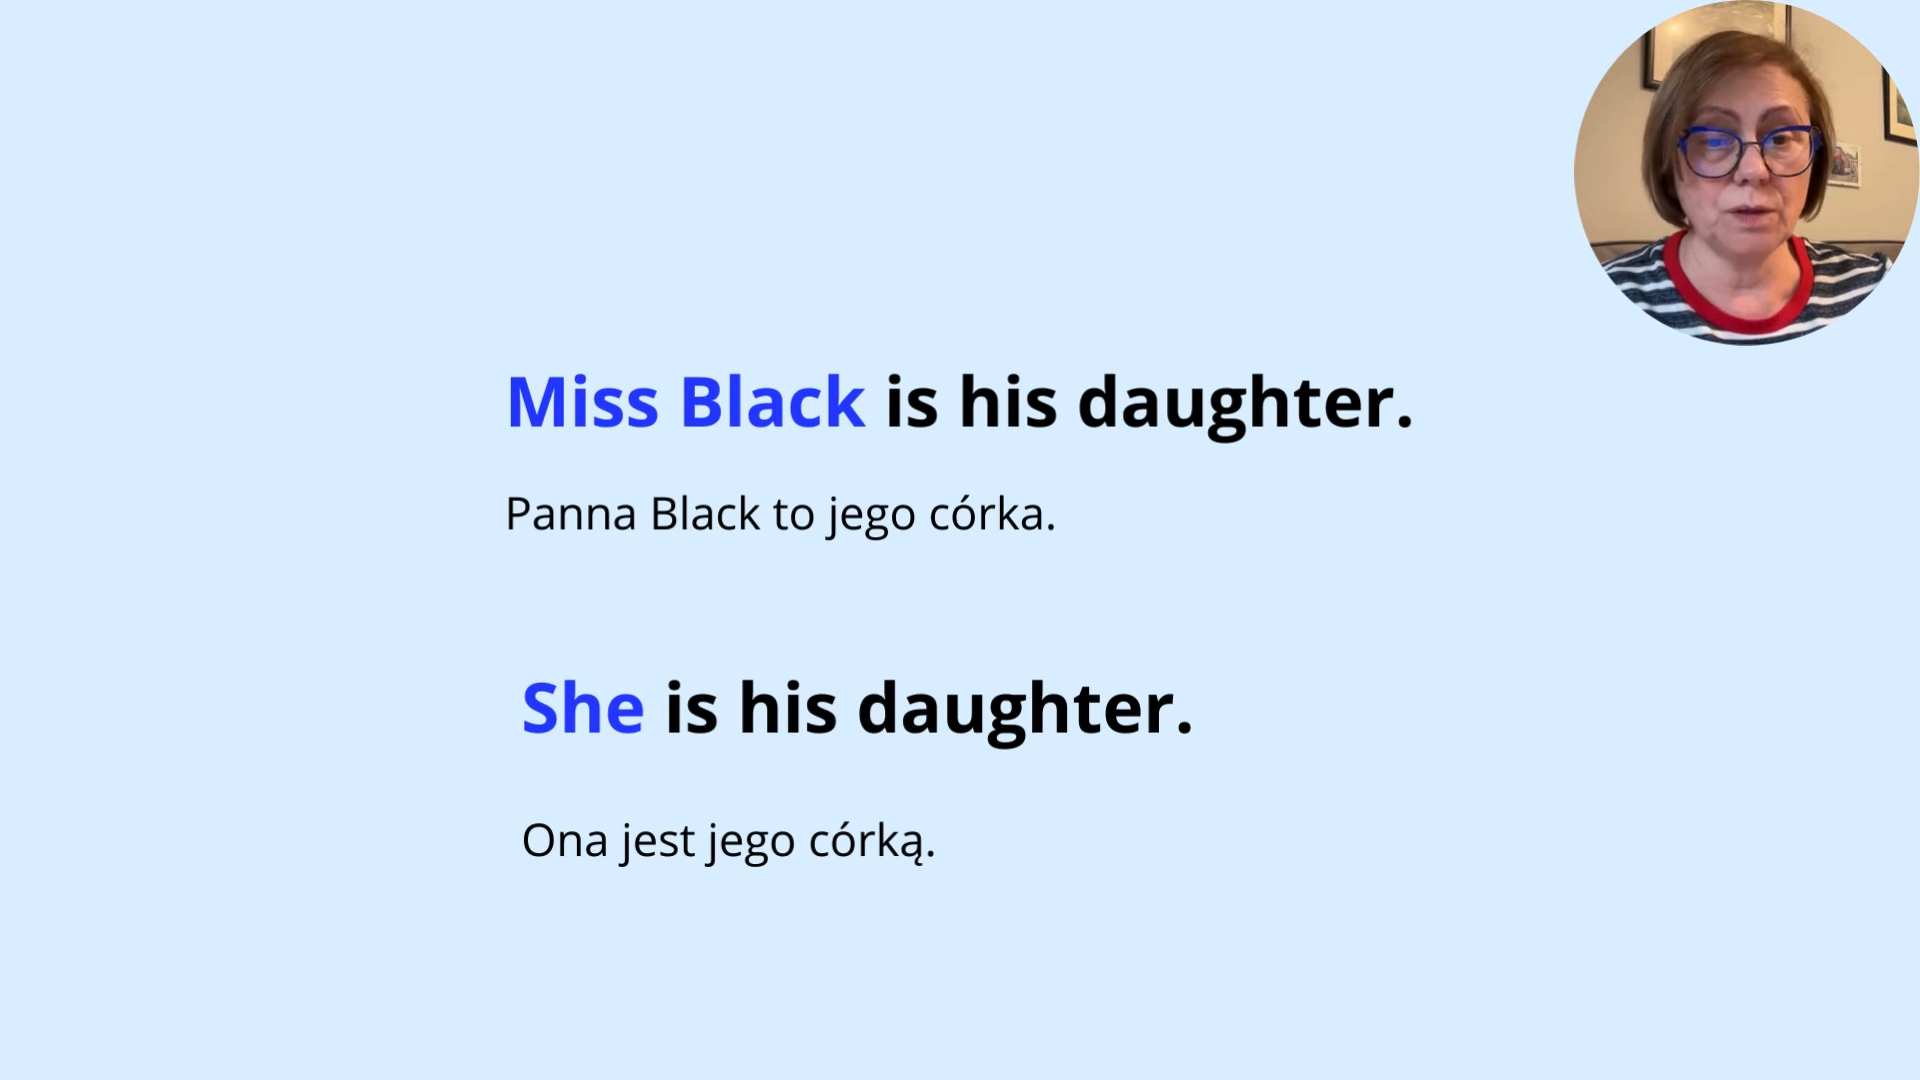 Miss Black is his daughter.
Panna Black to jego córka.
She is his daughter.
Ona jest jego córką.